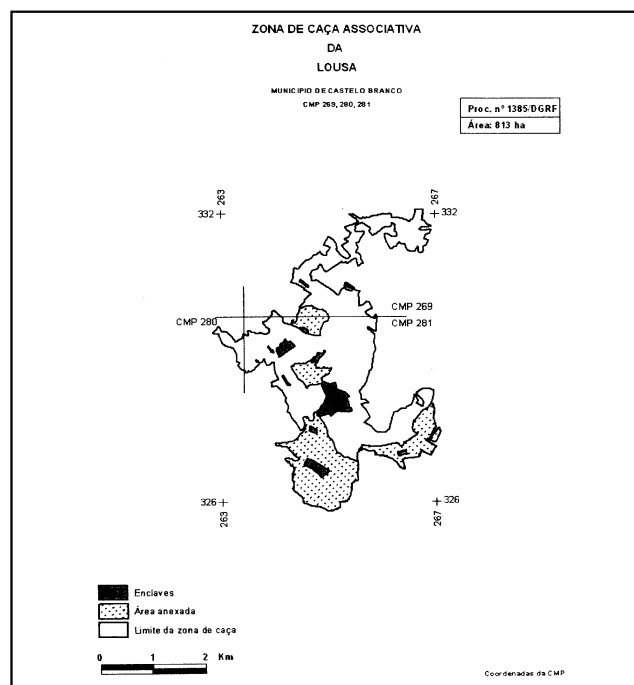 ZONA DE CAÇA ASSOCIATIVA
DA
LOUSA
MUNICIPIO DE CASTELO BRANCO
CMP 269, 280, 281
Proc. nº 1385/DGRF
Área: 813 ha
263
267
332
332
CMP 269
CMP 280
CMP 281
326
326
263
267
Enclaves
Área anexada
Limite da zona de caça
0 1 2 Km
Coordenadas da CMP